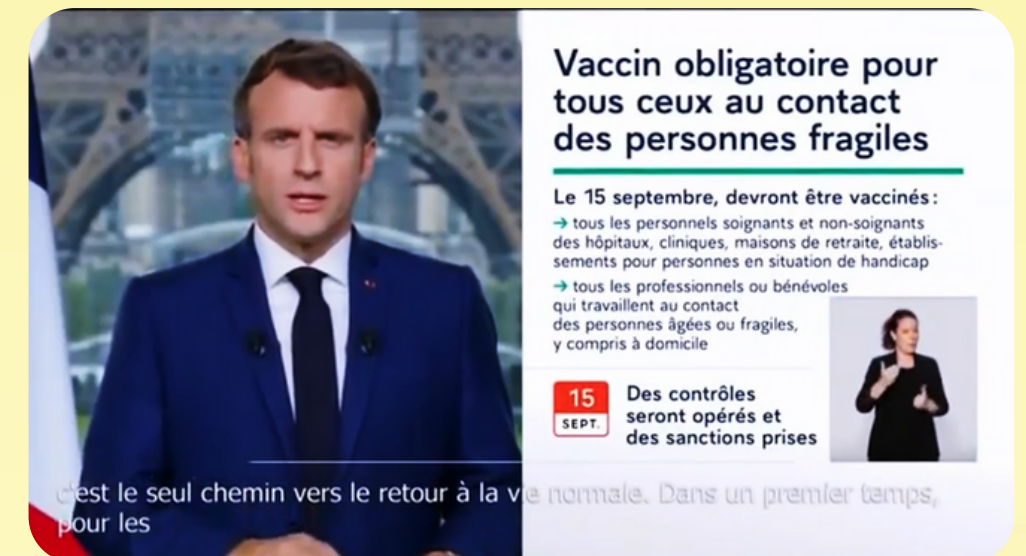 Vaccin obligatoire pour
tous ceux au contact
des personnes fragiles
Le 15 septembre, devront être vaccinés :
→ tous les personnels soignants et non-soignants
des hôpitaux, cliniques, maisons de retraite, établis-
sements pour personnes en situation de handicap
→ tous les professionnels ou bénévoles
qui travaillent au contact
des personnes âgées ou fragiles,
y compris à domicile
15
SEPT.
Des contrôles
seront opérés et
des sanctions prises
c'est le seul chemin vers le retour à la vie normale. Dans un premier temps,
pour les